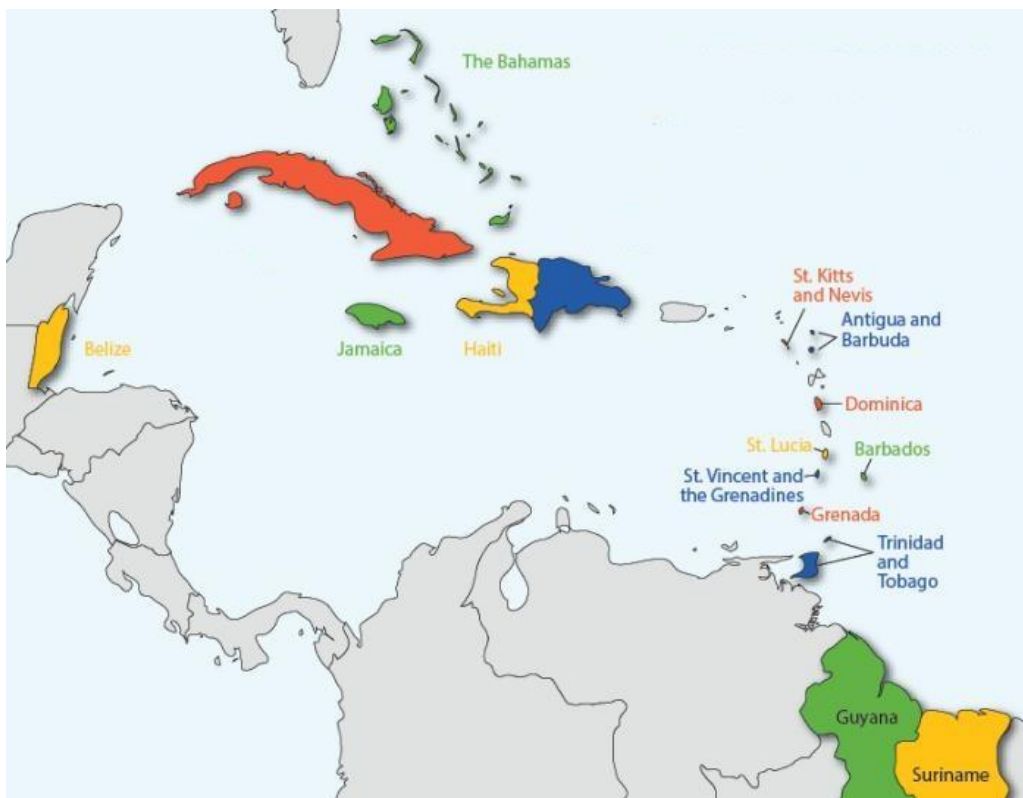 The Bahamas
St. Kitts
and Nevis
Antigua and
Barbuda
Belize
Jamaica
Haiti
Dominica
St. Lucia
Barbados
St. Vincent and
the Grenadines
Grenada
Trinidad
and
Tobago
Guyana
Suriname